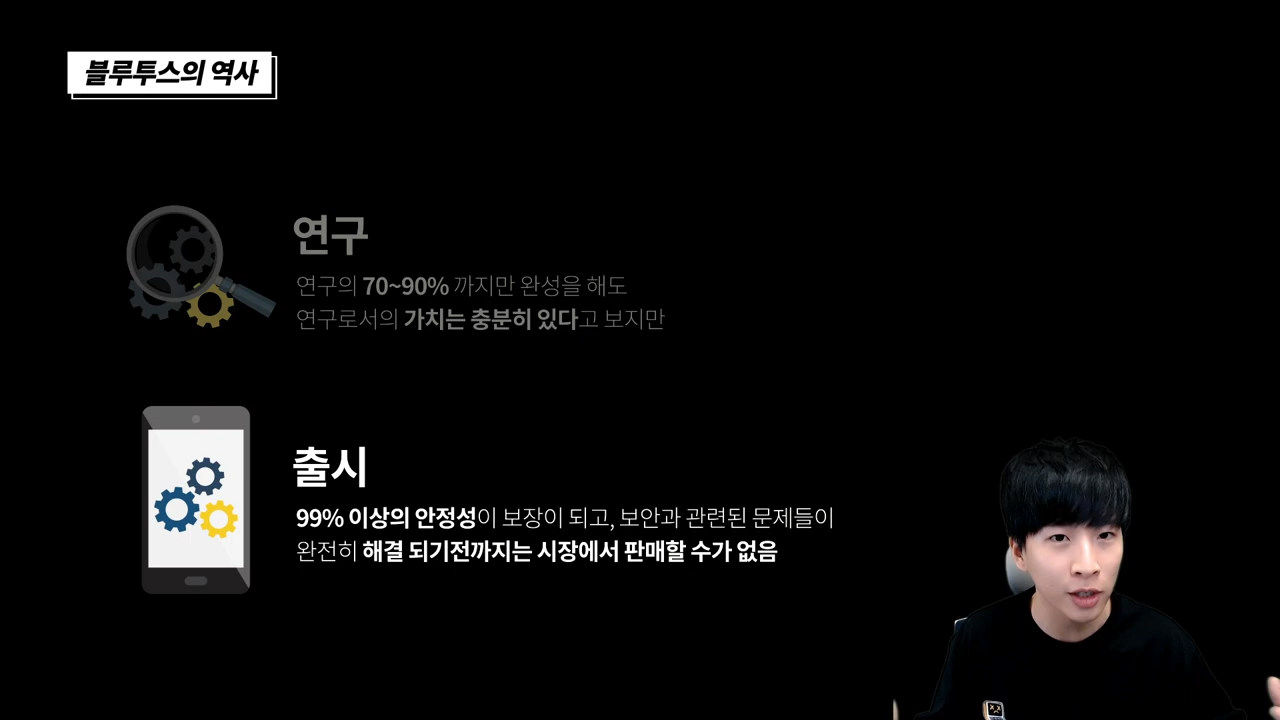 블루투스의 역사
연구
연구의 70~90% 까지만 완성을 해도
연구로서의 가치는 충분히 있다고 보지만
출시
99% 이상의 안정성이 보장이 되고, 보안과 관련된 문제들이
완전히 해결 되기전까지는 시장에서 판매할 수가 없음